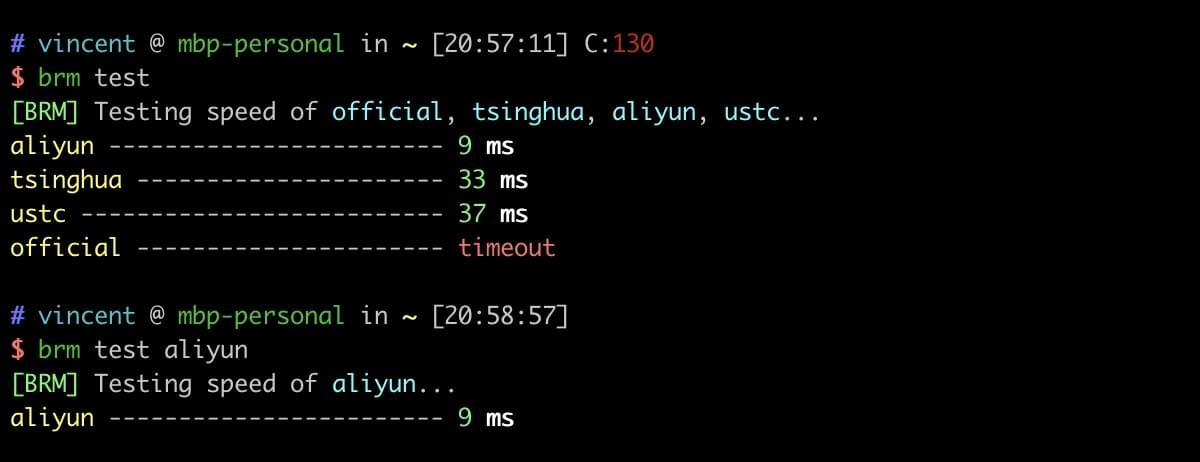 # vincent @ mbp-personal in ~ [20:57:11] C:130
$ brm test
[BRM] Testing speed of official, tsinghua, aliyun, ustc...
aliyun ------------------------ 9 ms
tsinghua ---------------------- 33 ms
ustc -------------------------- 37 ms
official ---------------------- timeout
# vincent @ mbp-personal in ~ [20:58:57]
$ brm test aliyun
[BRM] Testing speed of aliyun...
aliyun ------------------------ 9 ms